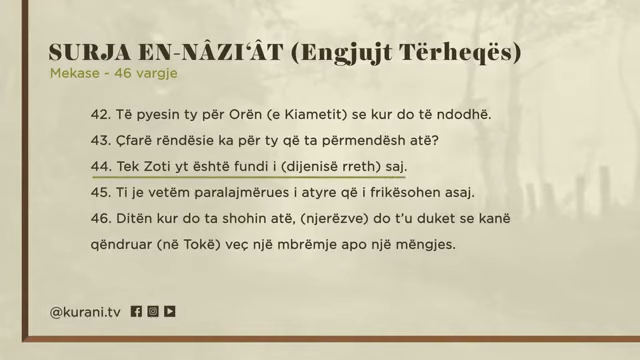 SURJA EN-NÂZI‘ÂT (Engjujt Tërheqës)
Mekase - 46 vargje
42. Të pyesin ty për Orën (e Kiametit) se kur do të ndodhë.
43. Çfarë rëndësie ka për ty që ta përmendësh atë?
44. Tek Zoti yt është fundi i (dijenisë rreth) saj.
45. Ti je vetëm paralajmërues i atyre që i frikësohen asaj.
46. Ditën kur do ta shohin atë, (njerëzve) do t’u duket se kanë
qëndruar (në Tokë) veç një mbrëmje apo një mëngjes.
@kurani.tv